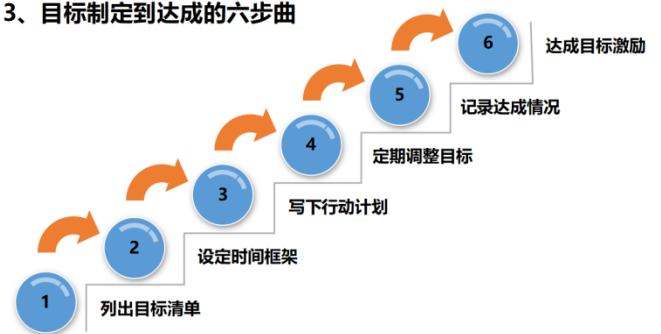 3、目标制定到达成的六步曲
6
达成目标激励
5
记录达成情况
4
定期调整目标
3
写下行动计划
2
设定时间框架
1
列出目标清单